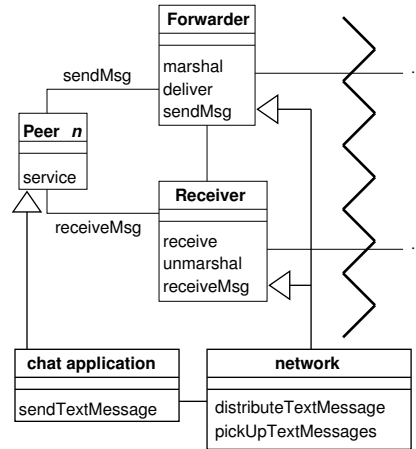 Forwarder
marshal
deliver
sendMsg
sendMsg
Peer n
service
Receiver
receiveMsg
receive
unmarshal
receiveMsg
chat application
sendTextMessage
network
distributeTextMessage
pickUpTextMessages